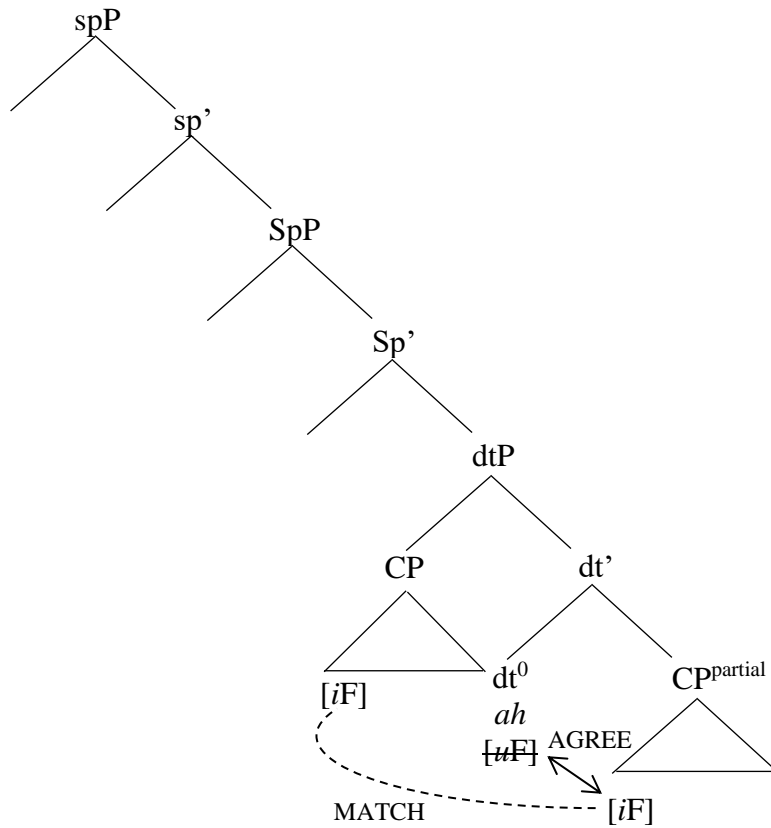 spP
sp’
SpP
Sp’
dtP
CP dt’
[iF] dt⁰ CPᵖᵃʳᵗⁱᵃˡ
ah
[uF] AGREE
MATCH [iF]